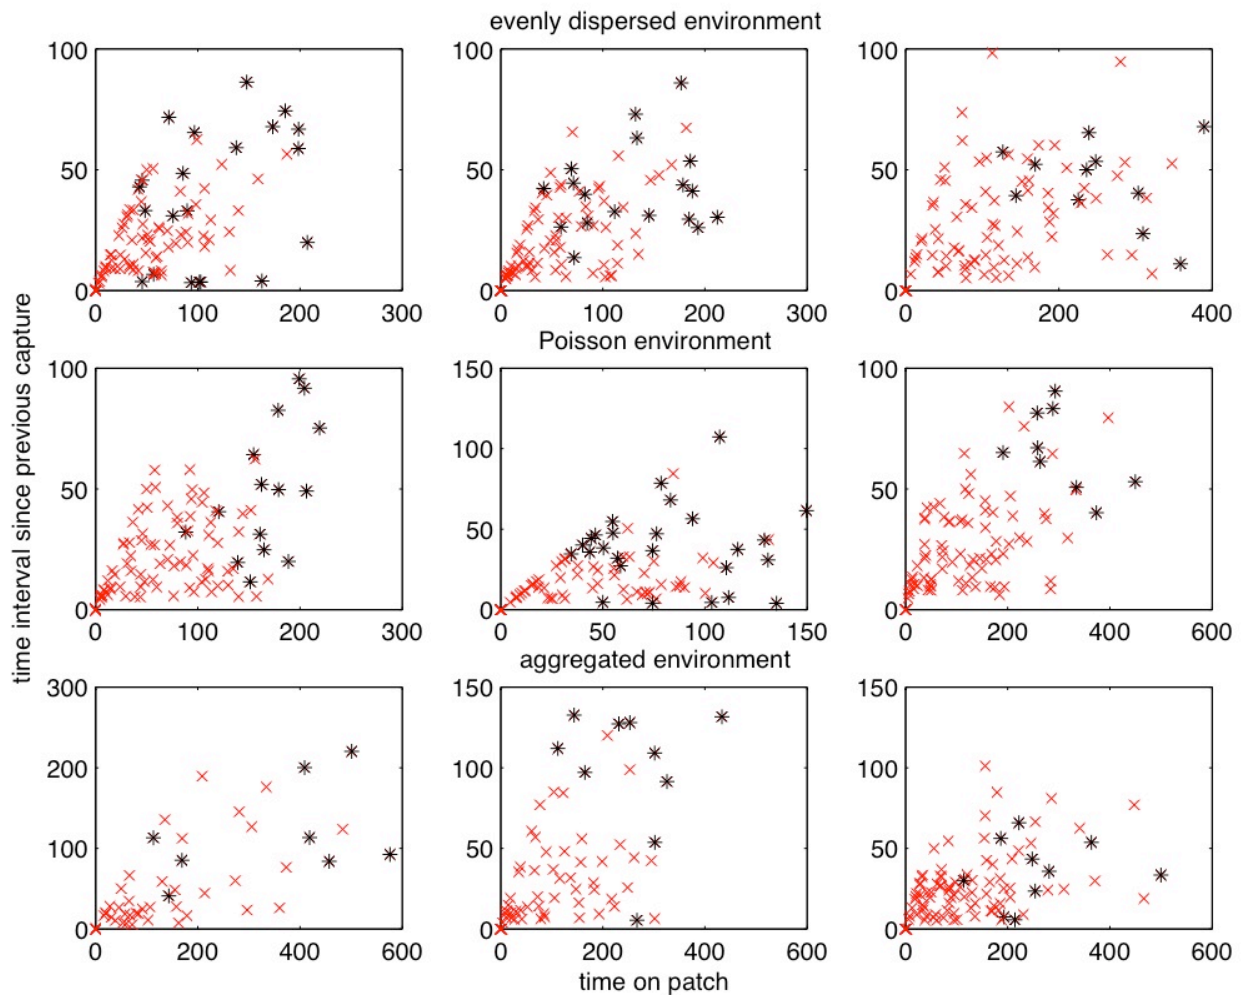 evenly dispersed environment
100
50
0
0 100 200 300
100
50
0
0 100 200 300
100
50
0
0 200 400
Poisson environment
100
50
0
0 100 200 300
150
100
50
0
0 50 100 150
100
50
0
0 200 400 600
aggregated environment
300
200
100
0
0 200 400 600
150
100
50
0
0 200 400 600
150
100
50
0
0 200 400 600
time interval since previous capture
time on patch